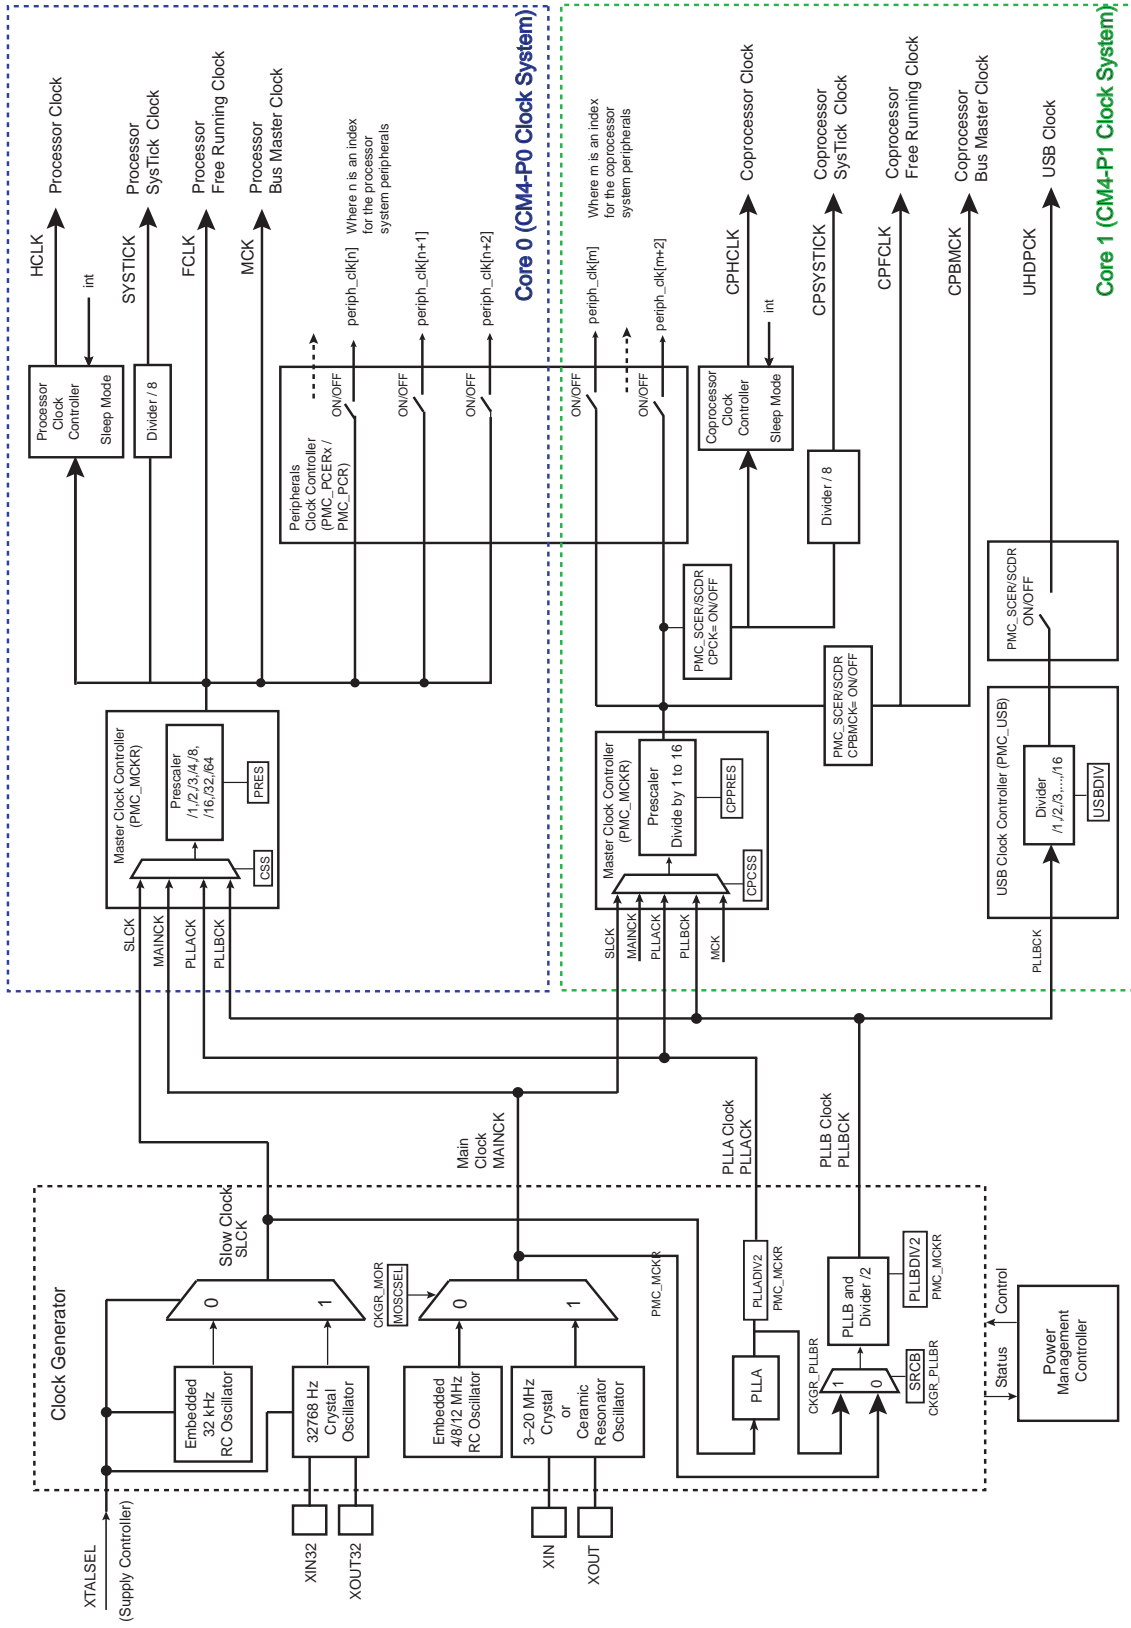 Clock Generator
XTALSEL
(Supply Controller)
Embedded
32 kHz
RC Oscillator
32768 Hz
Crystal
Oscillator
XIN32
XOUT32
0
1
Slow Clock
SLCK
CKGR_MOR
MOSCSEL
Embedded
4/8/12 MHz
RC Oscillator
3–20 MHz
Crystal
or
Ceramic
Resonator
Oscillator
XIN
XOUT
0
1
Main
Clock
MAINCK
PMC_MCKR
PLLA
PLLADIV2
PMC_MCKR
PLLA Clock
PLLACK
CKGR_PLLBR
1
0
SRCB
CKGR_PLLBR
PLLB and
Divider /2
PLLBDIV2
PMC_MCKR
PLLB Clock
PLLBCK
Status
Control
Power
Management
Controller
SLCK
MAINCK
PLLACK
PLLBCK
Master Clock Controller
(PMC_MCKR)
Prescaler
/1,/2,/3,/4,/8,
/16,/32,/64
CSS
PRES
Processor
Clock
Controller
Sleep Mode
Divider / 8
HCLK
int
SYSTICK
FCLK
MCK
Processor Clock
Processor
SysTick Clock
Processor
Free Running Clock
Processor
Bus Master Clock
Peripherals
Clock Controller
(PMC_PCERx /
PMC_PCR)
ON/OFF
ON/OFF
ON/OFF
periph_clk[n]
periph_clk[n+1]
periph_clk[n+2]
Where n is an index
for the processor
system peripherals
Core 0 (CM4-P0 Clock System)
SLCK
MAINCK
PLLACK
PLLBCK
MCK
Master Clock Controller
(PMC_MCKR)
Prescaler
Divide by 1 to 16
CPCSS
CPPRES
ON/OFF
ON/OFF
periph_clk[m]
periph_clk[m+2]
Where m is an index
for the coprocessor
system peripherals
PMC_SCER/SCDR
CPCK= ON/OFF
Coprocessor
Clock
Controller
Sleep Mode
Divider / 8
PMC_SCER/SCDR
CPBMCK= ON/OFF
CPHCLK
int
CPSYSTICK
CPFCLK
CPBMCK
Coprocessor Clock
Coprocessor
SysTick Clock
Coprocessor
Free Running Clock
Coprocessor
Bus Master Clock
PLLBCK
USB Clock Controller (PMC_USB)
Divider
/1,/2,/3,.../16
USBDIV
PMC_SCER/SCDR
ON/OFF
UHDPCK
USB Clock
Core 1 (CM4-P1 Clock System)